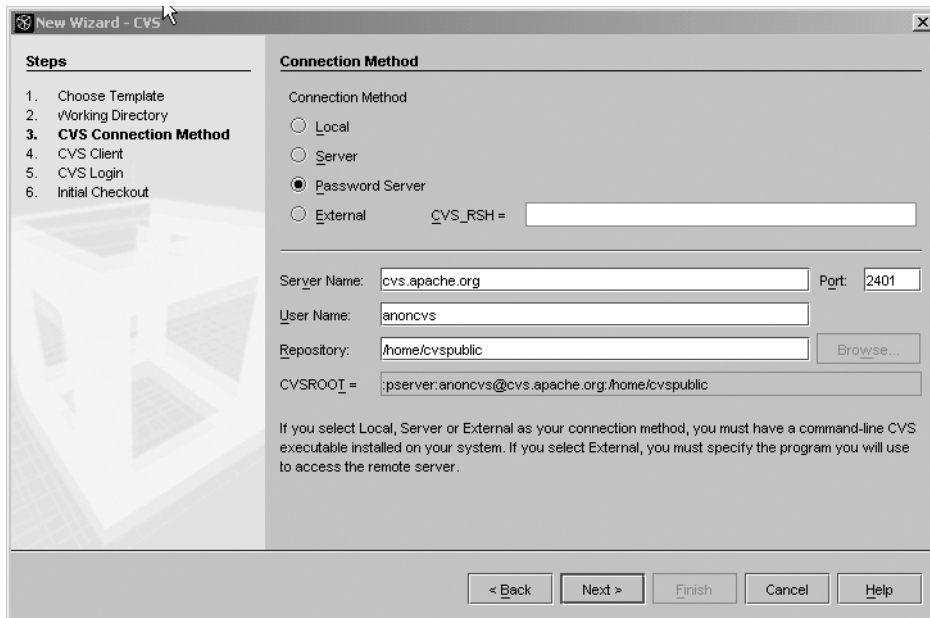 New Wizard - CVS
Steps
1. Choose Template
2. Working Directory
3. CVS Connection Method
4. CVS Client
5. CVS Login
6. Initial Checkout
Connection Method
Connection Method
Local
Server
Password Server
External CVS_RSH =
Server Name: cvs.apache.org Port: 2401
User Name: anoncvs
Repository: /home/cvspublic Browse...
CVSROOT = :pserver:anoncvs@cvs.apache.org:/home/cvspublic
If you select Local, Server or External as your connection method, you must have a command-line CVS
executable installed on your system. If you select External, you must specify the program you will use
to access the remote server.
< Back Next > Finish Cancel Help